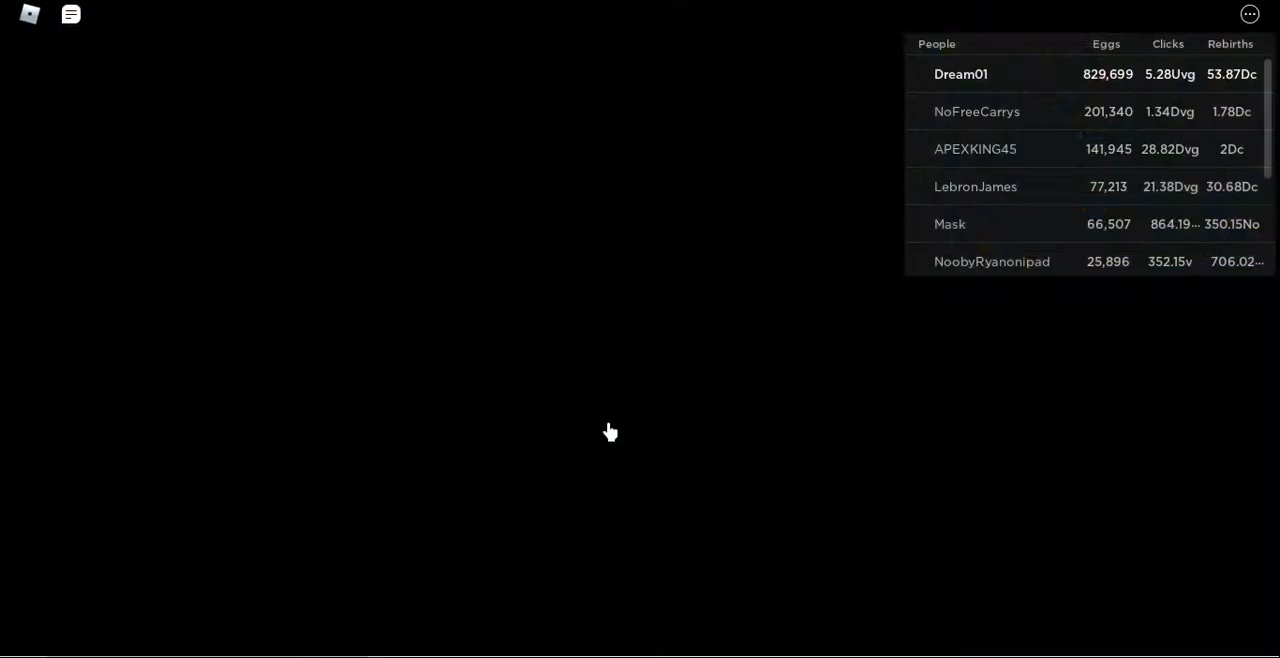 People Eggs Clicks Rebirths
Dream01 829,699 5.28Uvg 53.87Dc
NoFreeCarrys 201,340 1.34Dvg 1.78Dc
APEXKING45 141,945 28.82Dvg 2Dc
LebronJames 77,213 21.38Dvg 30.68Dc
Mask 66,507 864.19... 350.15No
NoobyRyanonipad 25,896 352.15v 706.02...